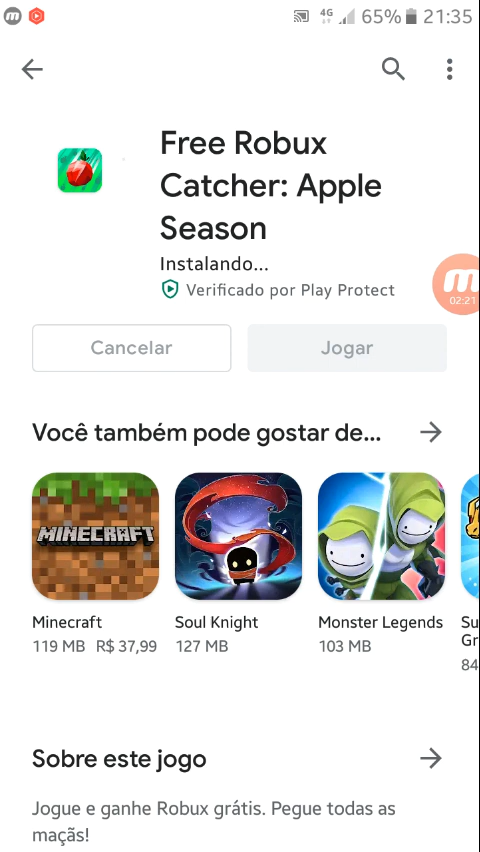 4G 65% 21:35
Free Robux
Catcher: Apple
Season
Instalando...
Verificado por Play Protect
02:21
Cancelar Jogar
Você também pode gostar de...
MINECRAFT
Minecraft Soul Knight Monster Legends Su
Gr
119 MB R$ 37,99 127 MB 103 MB 84
Sobre este jogo
Jogue e ganhe Robux grátis. Pegue todas as
maçãs!